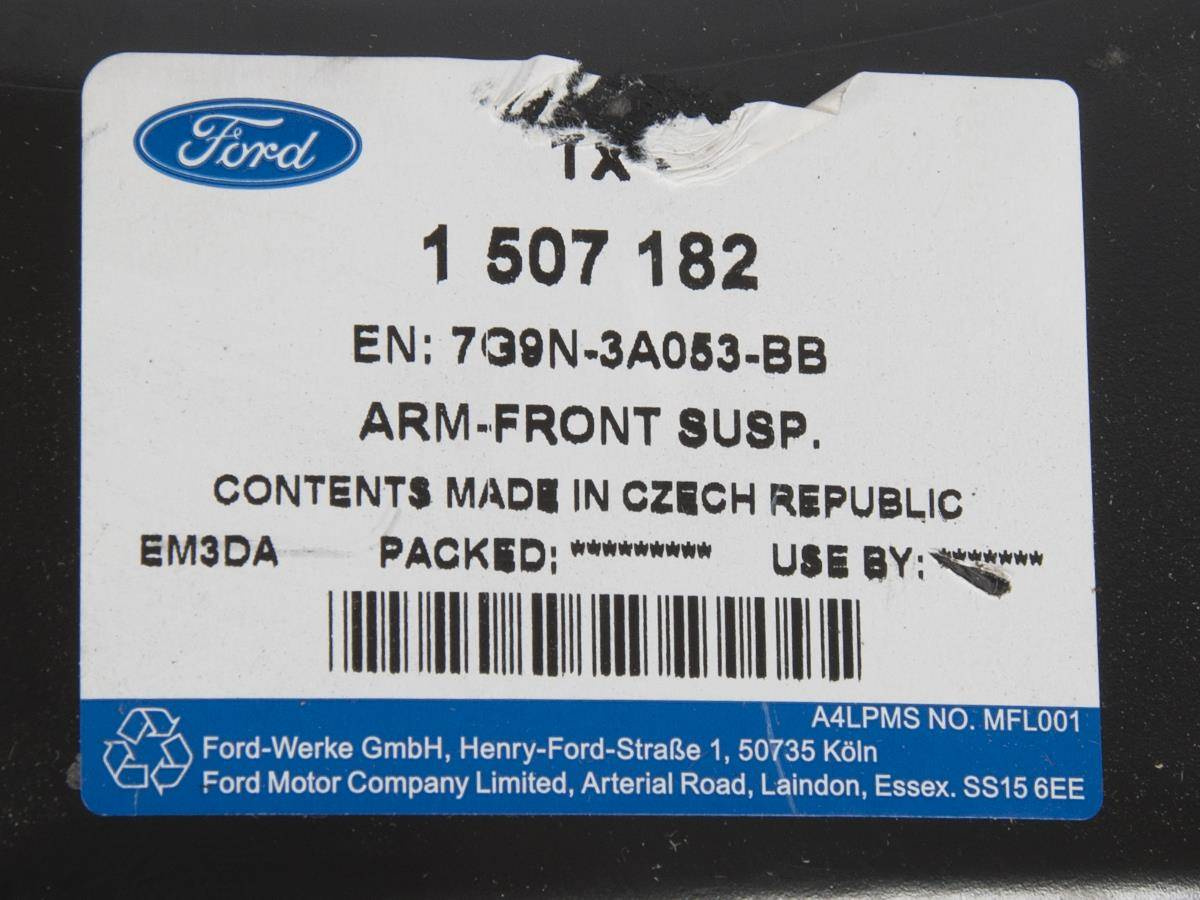 Ford
1X
1 507 182
EN: 7G9N-3A053-BB
ARM-FRONT SUSP.
CONTENTS MADE IN CZECH REPUBLIC
EM3DA PACKED: ********* USE BY: *******
A4LPMS NO. MFL001
Ford-Werke GmbH, Henry-Ford-Straße 1, 50735 Köln
Ford Motor Company Limited, Arterial Road, Laindon, Essex. SS15 6EE